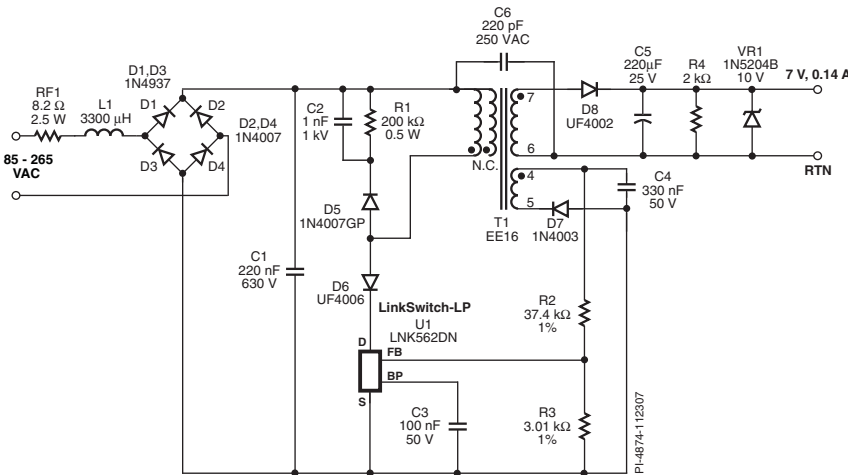 C6
220 pF
250 VAC
C5
220µF
25 V
R4
2 kΩ
VR1
1N5204B
10 V
7 V, 0.14 A
RF1
8.2 Ω
2.5 W
L1
3300 µH
D1,D3
1N4937
D1
D2
D3
D4
D2,D4
1N4007
85 - 265
VAC
C2
1 nF
1 kV
R1
200 kΩ
0.5 W
7
6
D8
UF4002
N.C.
4
5
RTN
C4
330 nF
50 V
D5
1N4007GP
T1
EE16
D7
1N4003
C1
220 nF
630 V
D6
UF4006
LinkSwitch-LP
U1
LNK562DN
D
FB
BP
S
R2
37.4 kΩ
1%
C3
100 nF
50 V
R3
3.01 kΩ
1%
PI-4874-112307